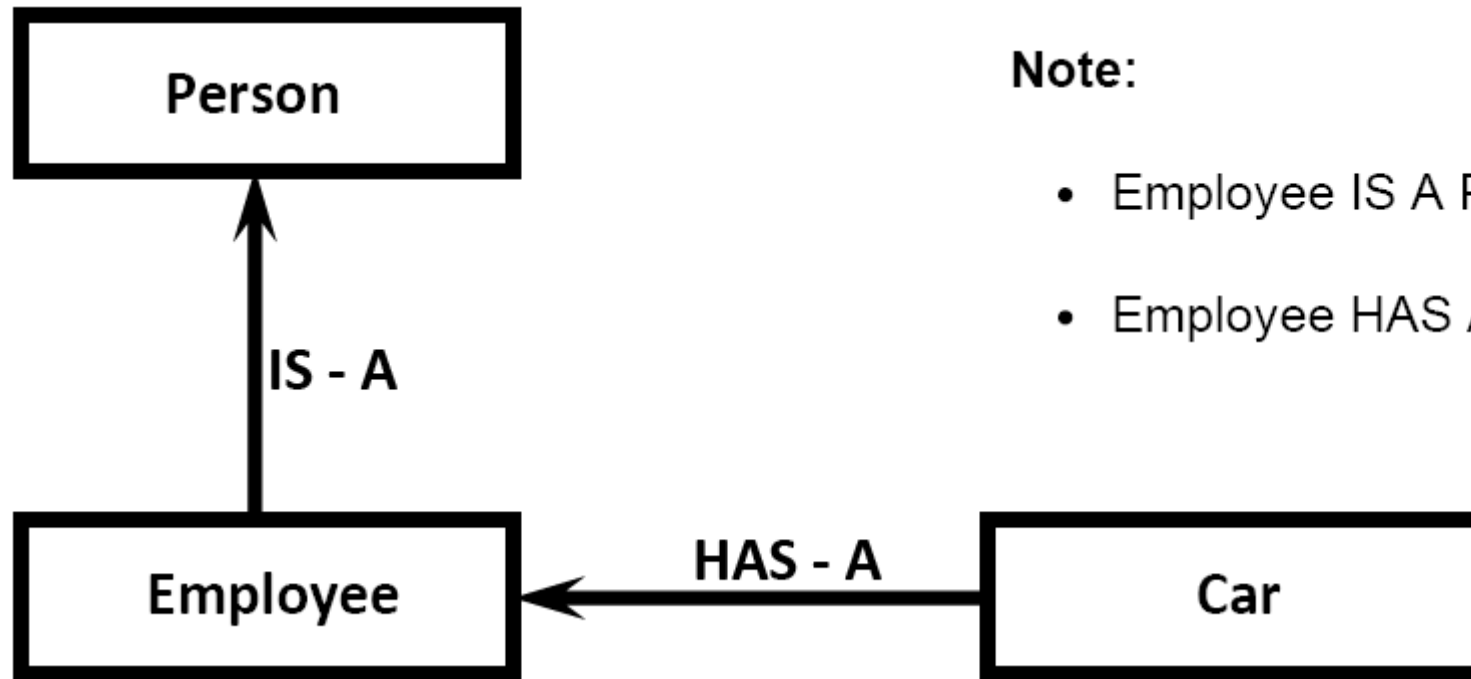 Person
Note:
• Employee IS A
• Employee HAS
IS - A
HAS - A
Employee
Car